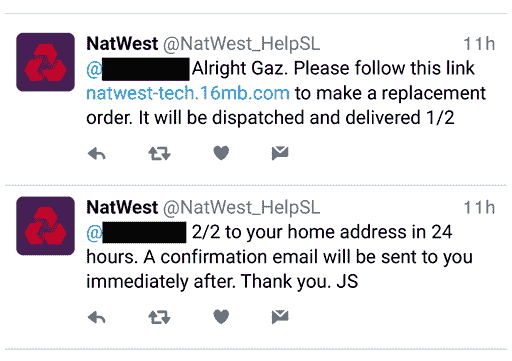 NatWest @NatWest_HelpSL 11h
@ Alright Gaz. Please follow this link
natwest-tech.16mb.com to make a replacement
order. It will be dispatched and delivered 1/2
NatWest @NatWest_HelpSL 11h
@ 2/2 to your home address in 24
hours. A confirmation email will be sent to you
immediately after. Thank you. JS